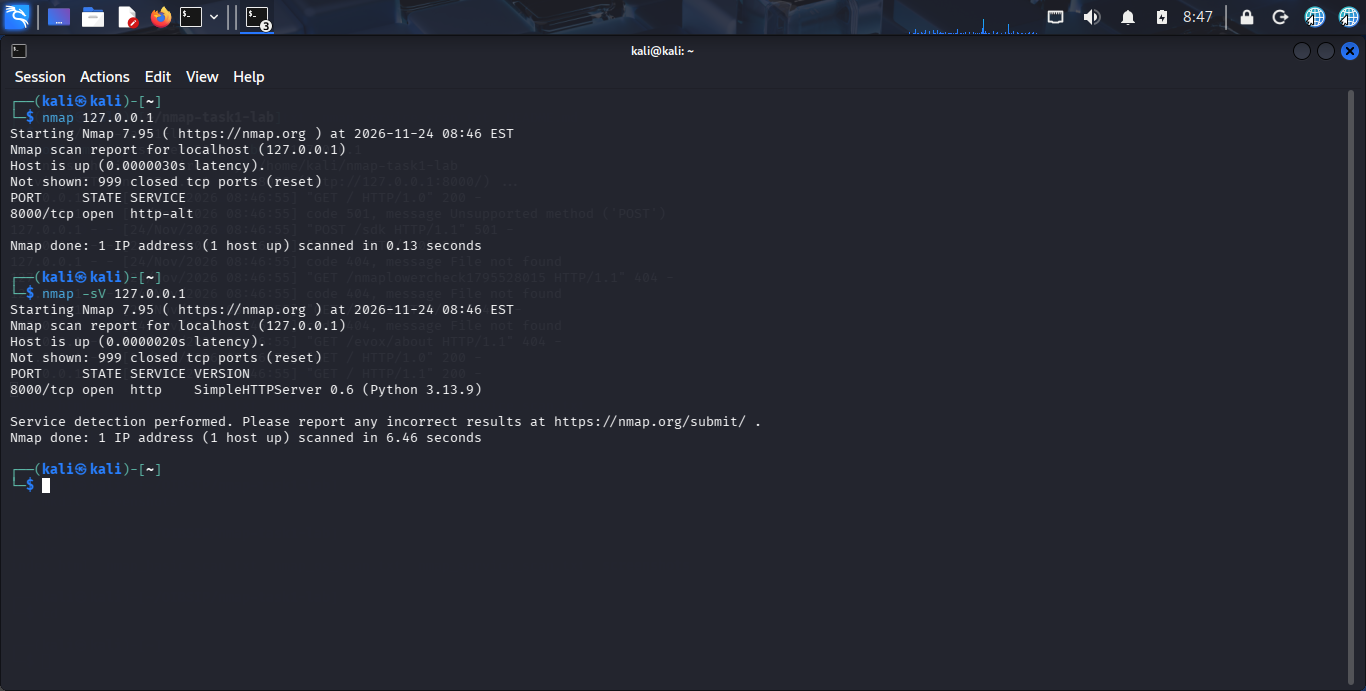 8:47
3
kali@kali: ~
Session Actions Edit View Help
┌──(kali㉿kali)-[~]
└─$ nmap 127.0.0.1
Starting Nmap 7.95 ( https://nmap.org ) at 2026-11-24 08:46 EST
Nmap scan report for localhost (127.0.0.1)
Host is up (0.0000030s latency).
Not shown: 999 closed tcp ports (reset)
PORT     STATE SERVICE
8000/tcp open  http-alt
Nmap done: 1 IP address (1 host up) scanned in 0.13 seconds
┌──(kali㉿kali)-[~]
└─$ nmap -sV 127.0.0.1
Starting Nmap 7.95 ( https://nmap.org ) at 2026-11-24 08:46 EST
Nmap scan report for localhost (127.0.0.1)
Host is up (0.0000020s latency).
Not shown: 999 closed tcp ports (reset)
PORT     STATE SERVICE VERSION
8000/tcp open  http    SimpleHTTPServer 0.6 (Python 3.13.9)
Service detection performed. Please report any incorrect results at https://nmap.org/submit/ .
Nmap done: 1 IP address (1 host up) scanned in 6.46 seconds
┌──(kali㉿kali)-[~]
└─$